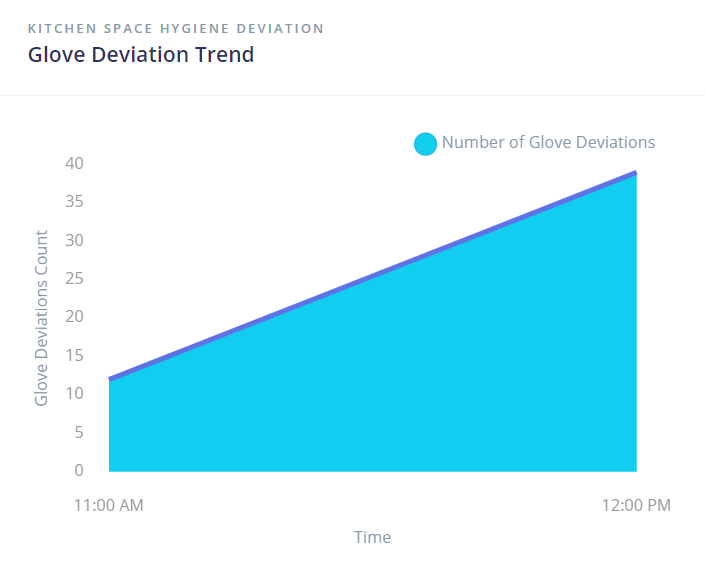 KITCHEN SPACE HYGIENE DEVIATION
Glove Deviation Trend
Number of Glove Deviations
40
35
30
25
20
15
10
5
0
Glove Deviations Count
11:00 AM
12:00 PM
Time